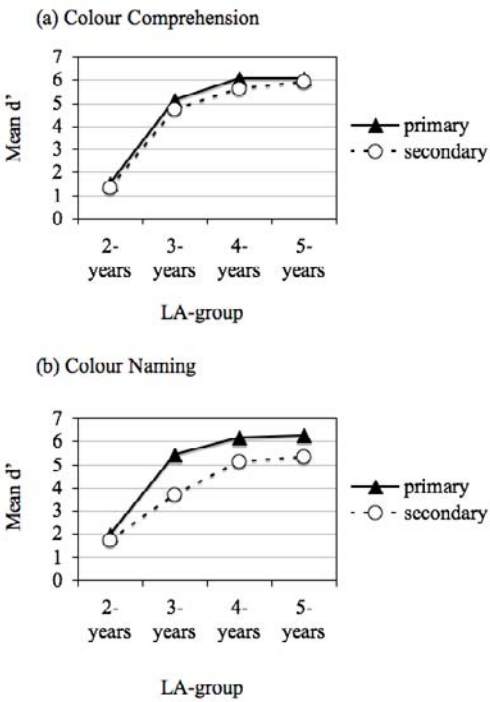 (a) Colour Comprehension
7
6
5
4
3
2
1
0
Mean d’
2-
years
3-
years
4-
years
5-
years
LA-group
primary
secondary
(b) Colour Naming
7
6
5
4
3
2
1
0
Mean d’
2-
years
3-
years
4-
years
5-
years
LA-group
primary
secondary